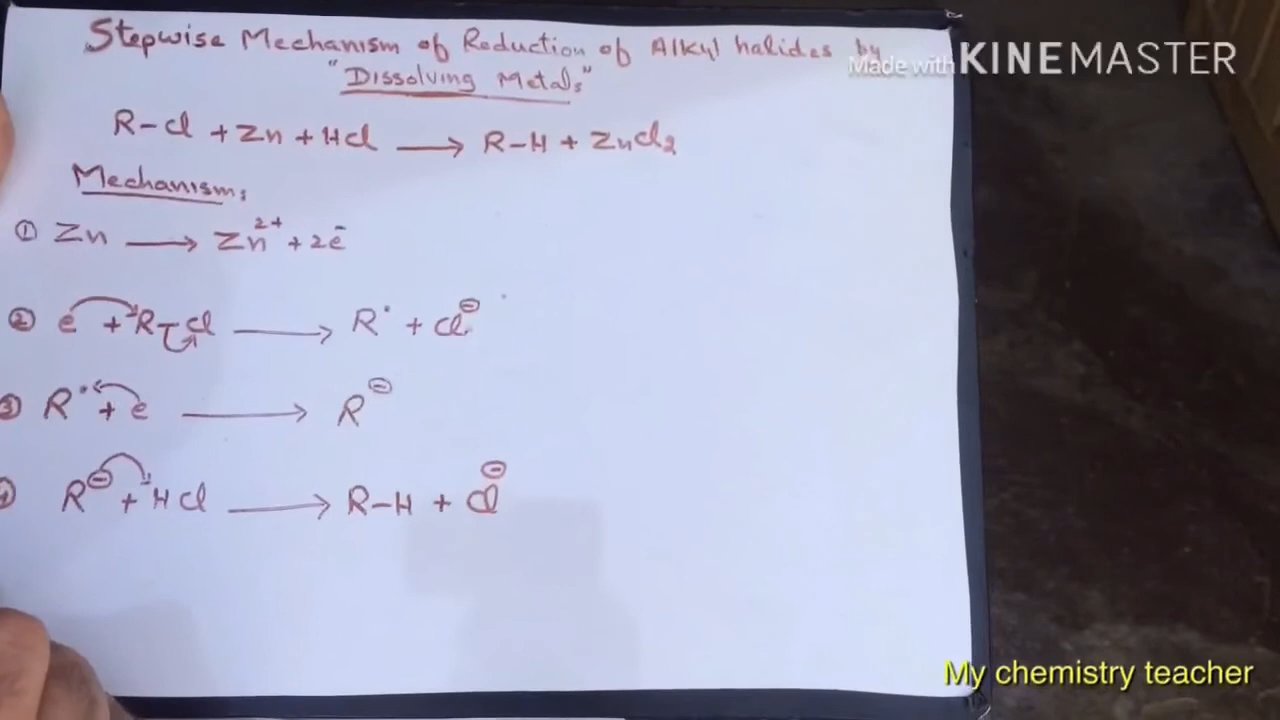 Stepwise Mechanism of Reduction of Alkyl halides by
"Dissolving Metals"
Made with KINEMASTER
R-Cl + Zn + HCl → R-H + ZnCl₂
Mechanism:
① Zn → Zn²⁺ + 2ē
② e + R-Cl → R• + Cl⊖
③ R• + e → R⊖
④ R⊖ + HCl → R-H + Cl⊖
My chemistry teacher